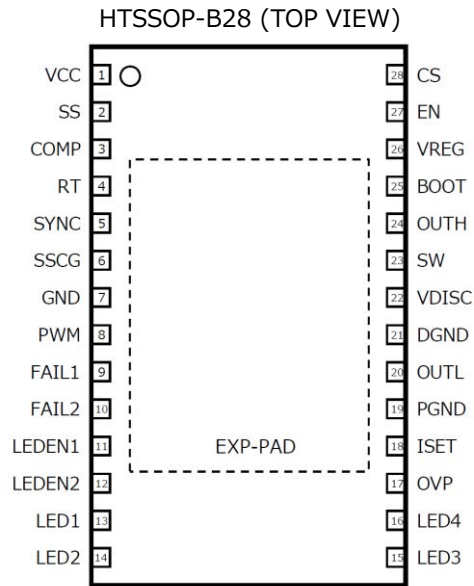 HTSSOP-B28 (TOP VIEW)
VCC 1 28 CS
SS 2 27 EN
COMP 3 26 VREG
RT 4 25 BOOT
SYNC 5 24 OUTH
SSCG 6 23 SW
GND 7 22 VDISC
PWM 8 21 DGND
FAIL1 9 20 OUTL
FAIL2 10 19 PGND
LEDEN1 11 EXP-PAD 18 ISET
LEDEN2 12 17 OVP
LED1 13 16 LED4
LED2 14 15 LED3